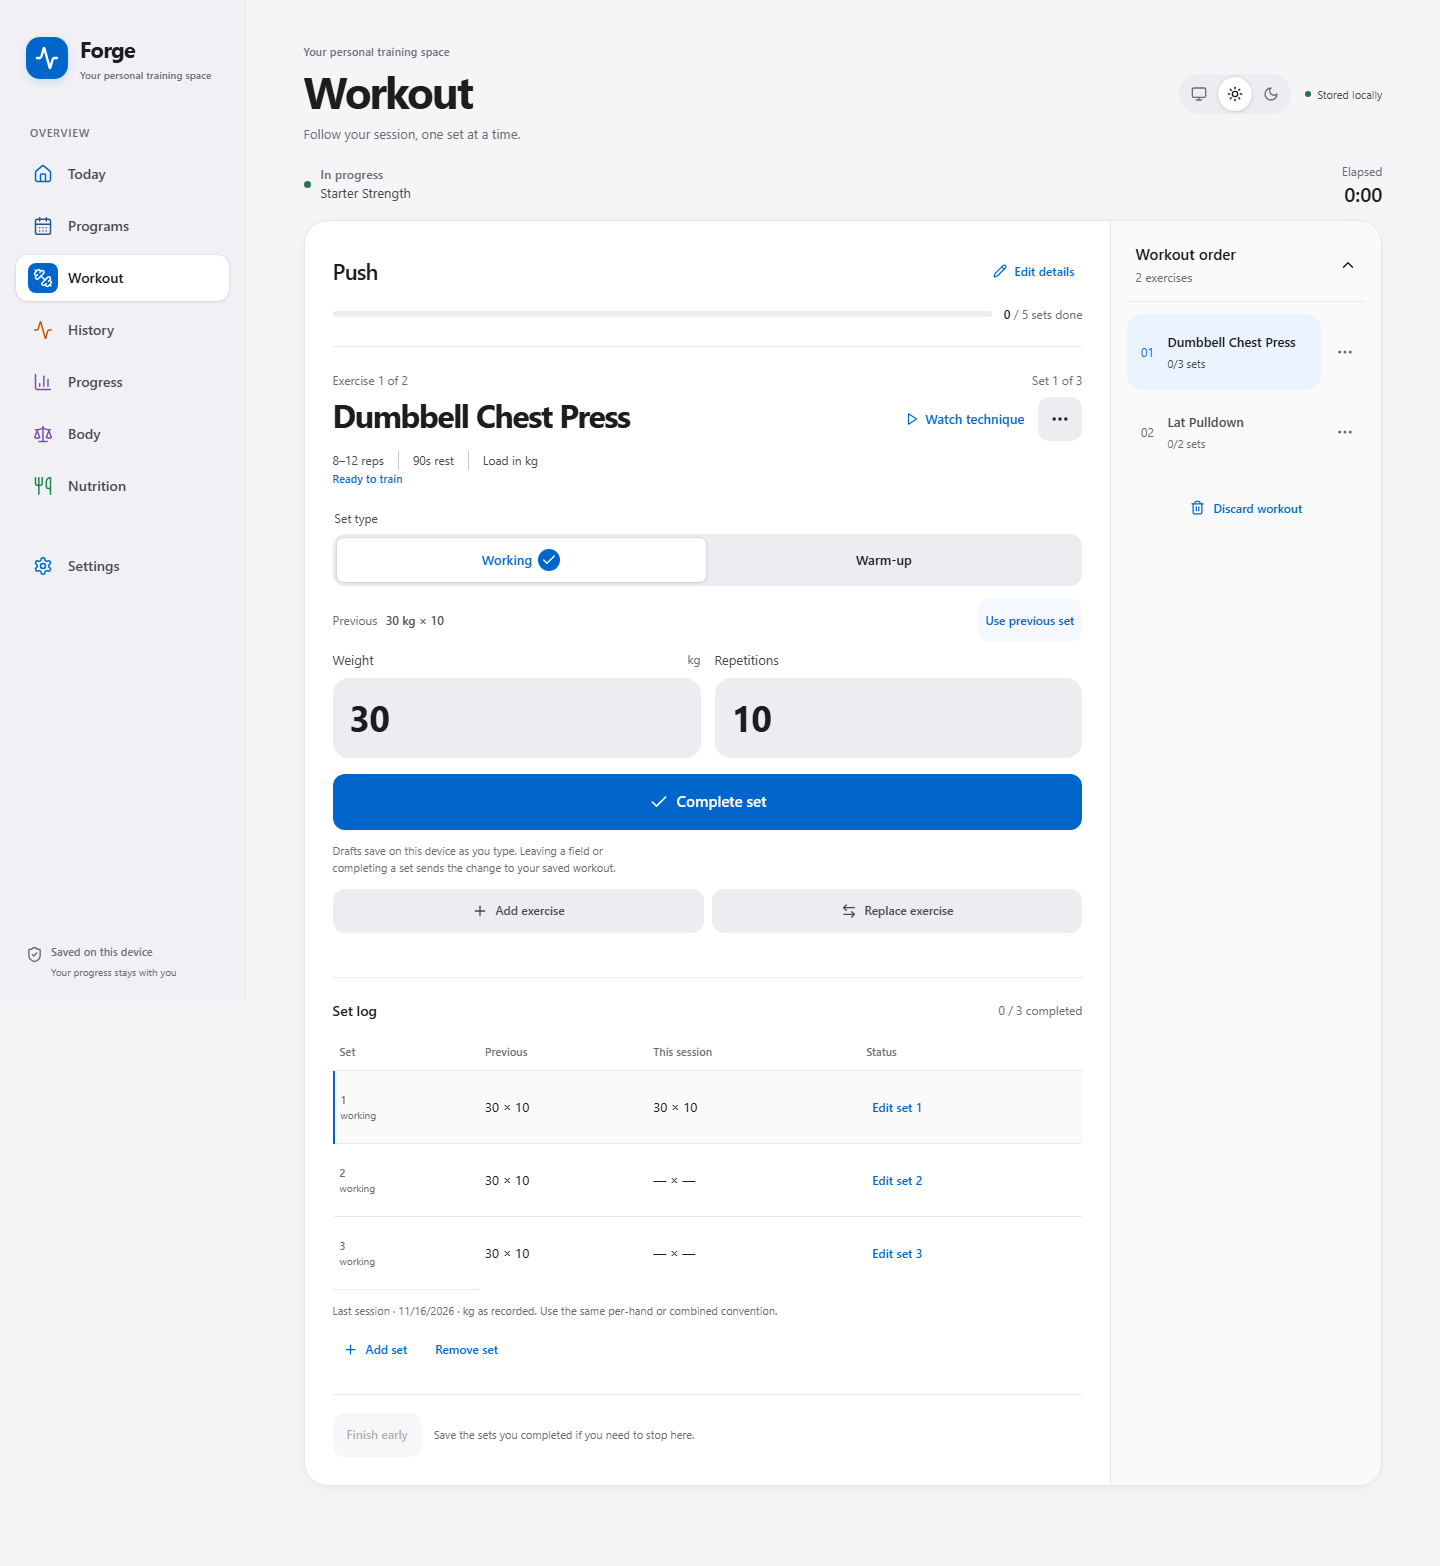 Forge
Your personal training space
OVERVIEW
Today
Programs
Workout
History
Progress
Body
Nutrition
Settings
Saved on this device
Your progress stays with you
Your personal training space
Workout
Follow your session, one set at a time.
Stored locally
In progress
Starter Strength
Elapsed
0:00
Push
Edit details
0 / 5 sets done
Exercise 1 of 2
Set 1 of 3
Dumbbell Chest Press
Watch technique
8–12 reps
90s rest
Load in kg
Ready to train
Set type
Working
Warm-up
Previous 30 kg × 10
Use previous set
Weight
kg
Repetitions
30
10
Complete set
Drafts save on this device as you type. Leaving a field or
completing a set sends the change to your saved workout.
Add exercise
Replace exercise
Set log
0 / 3 completed
Set
Previous
This session
Status
1
working
30 × 10
30 × 10
Edit set 1
2
working
30 × 10
— × —
Edit set 2
3
working
30 × 10
— × —
Edit set 3
Last session · 11/16/2026 · kg as recorded. Use the same per-hand or combined convention.
Add set
Remove set
Finish early
Save the sets you completed if you need to stop here.
Workout order
2 exercises
01
Dumbbell Chest Press
0/3 sets
02
Lat Pulldown
0/2 sets
Discard workout